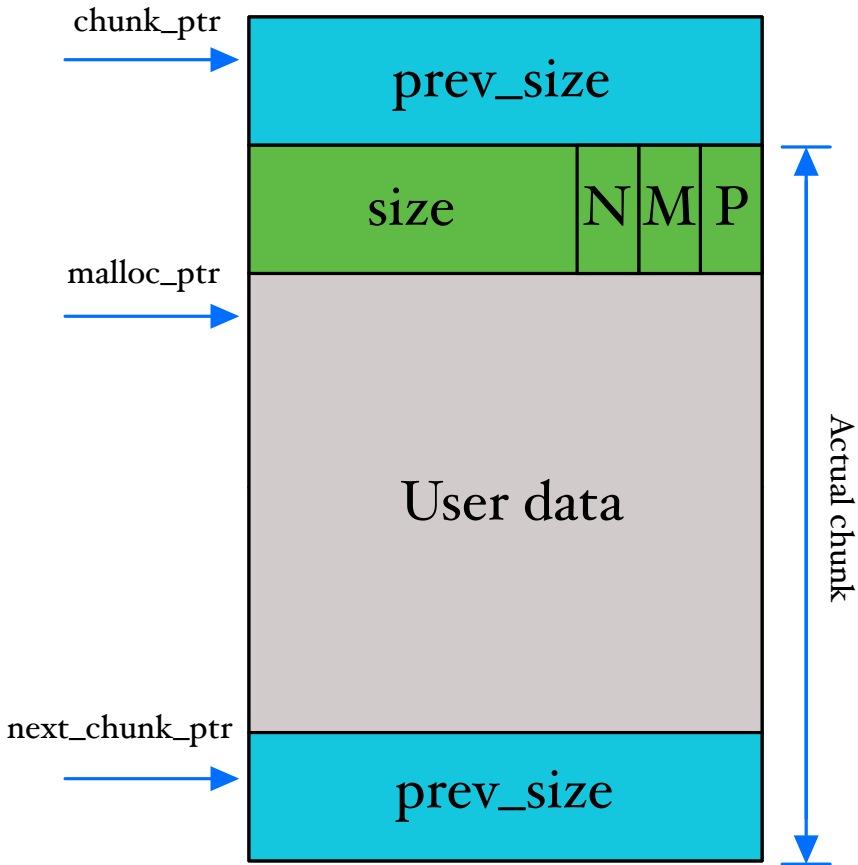 chunk_ptr
prev_size
size N M P
malloc_ptr
User data
Actual chunk
next_chunk_ptr
prev_size